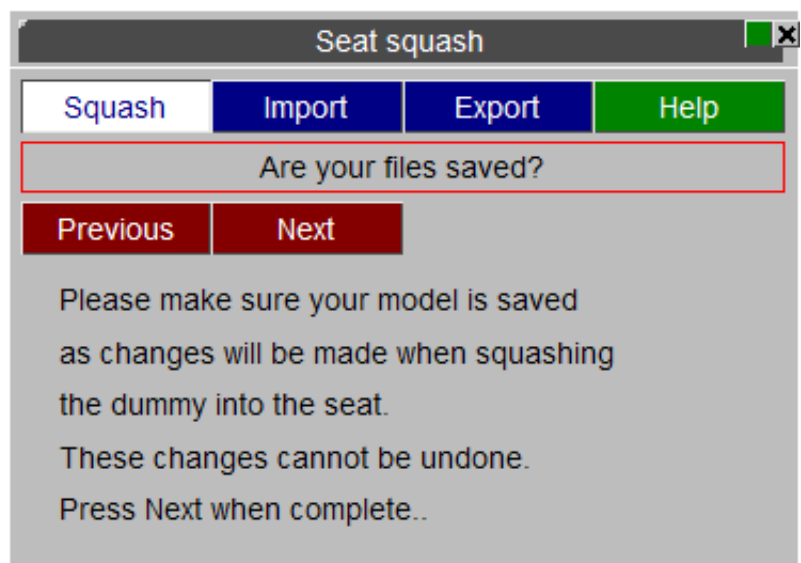 Seat squash
Squash Import Export Help
Are your files saved?
Previous Next
Please make sure your model is saved
as changes will be made when squashing
the dummy into the seat.
These changes cannot be undone.
Press Next when complete..